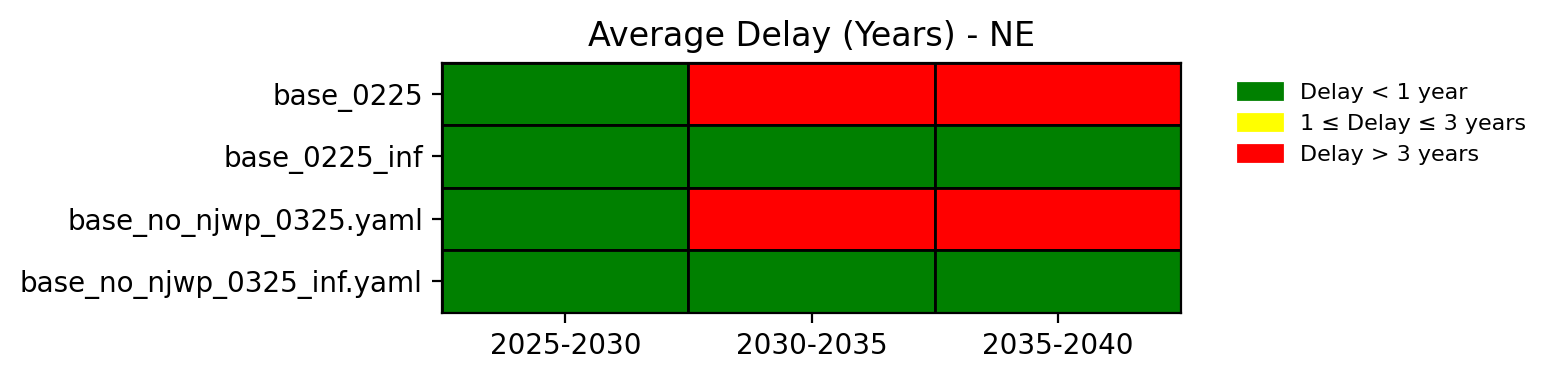 Average Delay (Years) - NE
base_0225
base_0225_inf
base_no_njwp_0325.yaml
base_no_njwp_0325_inf.yaml
2025-2030 2030-2035 2035-2040
Delay < 1 year
1 ≤ Delay ≤ 3 years
Delay > 3 years